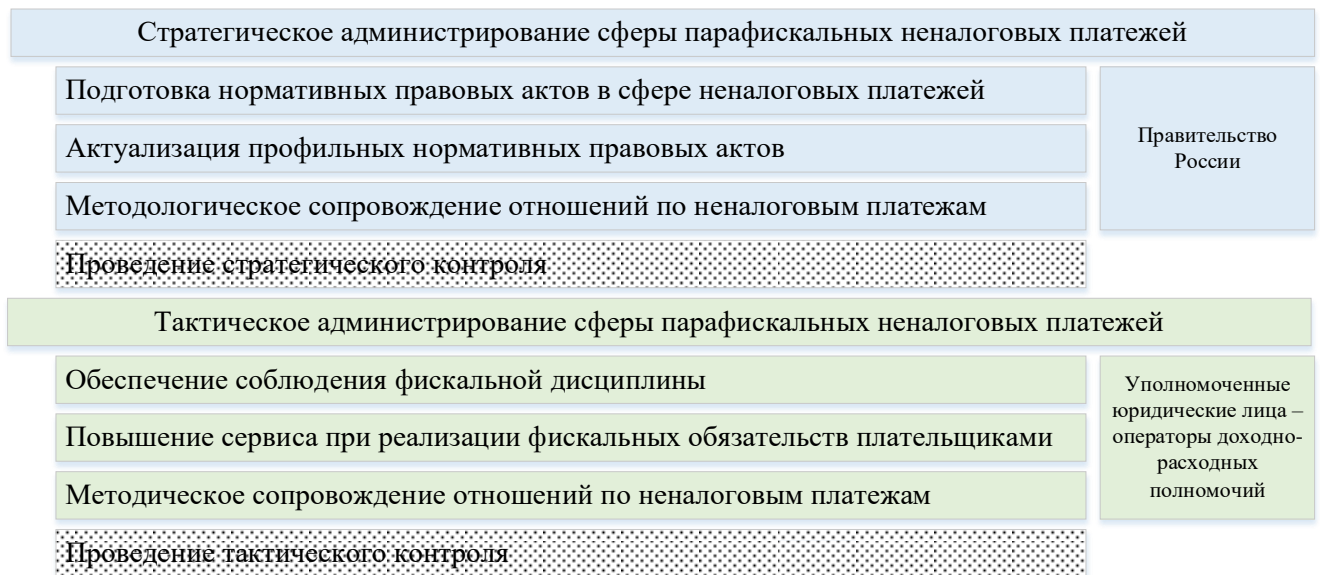 Стратегическое администрирование сферы парафискальных неналоговых платежей
Подготовка нормативных правовых актов в сфере неналоговых платежей
Актуализация профильных нормативных правовых актов
Методологическое сопровождение отношений по неналоговым платежам
Правительство
России
Проведение стратегического контроля
Тактическое администрирование сферы парафискальных неналоговых платежей
Обеспечение соблюдения фискальной дисциплины
Повышение сервиса при реализации фискальных обязательств плательщиками
Методическое сопровождение отношений по неналоговым платежам
Уполномоченные
юридические лица –
операторы доходно-
расходных
полномочий
Проведение тактического контроля